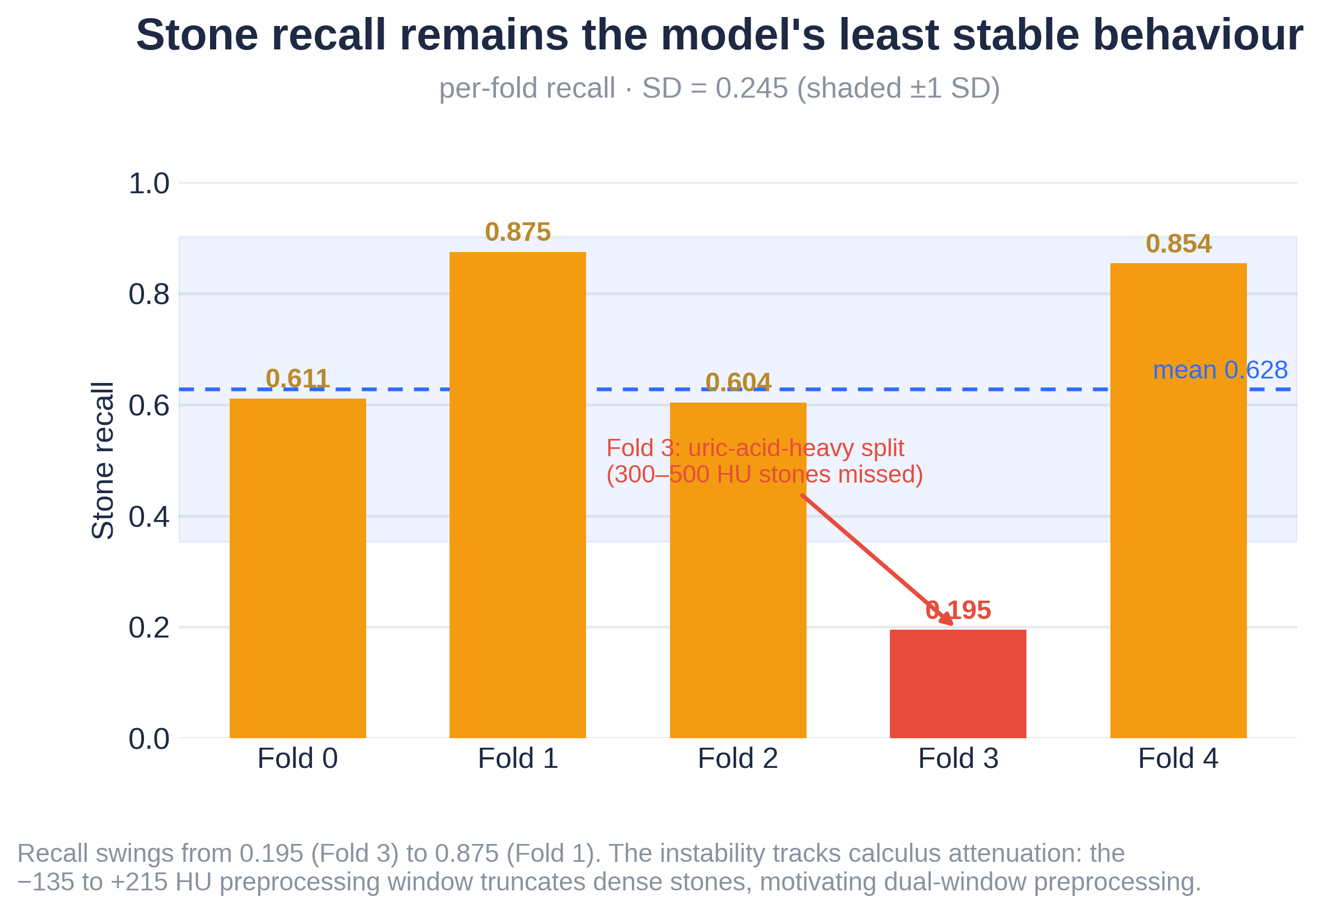 Stone recall remains the model's least stable behaviour
per-fold recall · SD = 0.245 (shaded ±1 SD)
1.0
0.8
0.6
0.4
0.2
0.0
Stone recall
0.611
0.875
0.604
0.195
0.854
mean 0.628
Fold 3: uric-acid-heavy split
(300–500 HU stones missed)
Fold 0
Fold 1
Fold 2
Fold 3
Fold 4
Recall swings from 0.195 (Fold 3) to 0.875 (Fold 1). The instability tracks calculus attenuation: the
−135 to +215 HU preprocessing window truncates dense stones, motivating dual-window preprocessing.